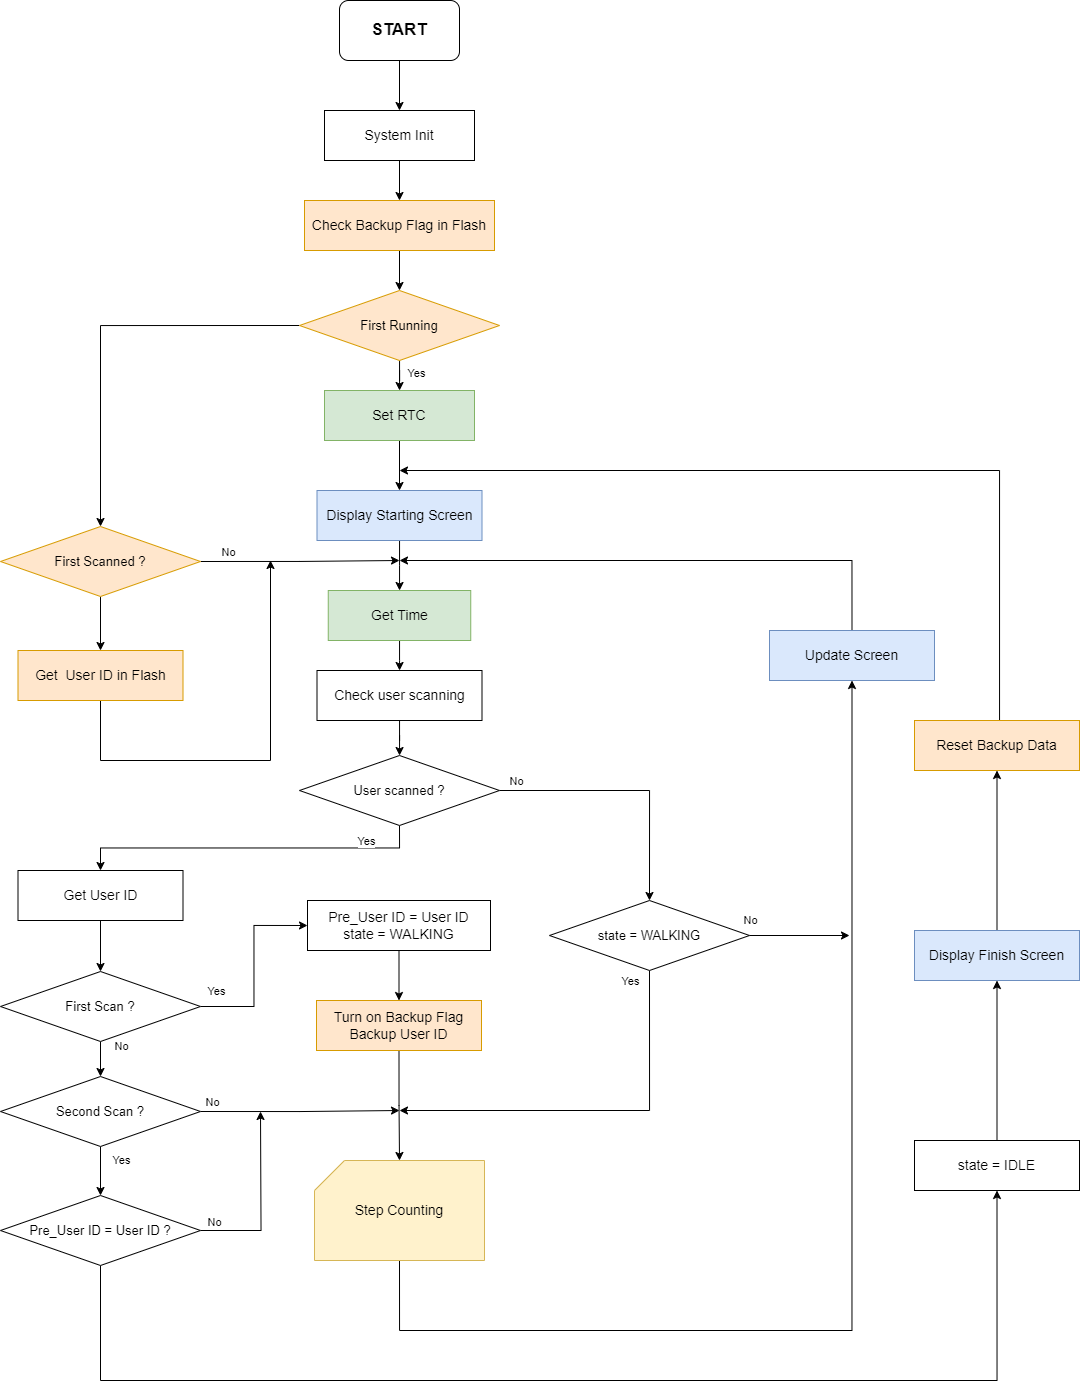 START
System Init
Check Backup Flag in Flash
First Running
Yes
Set RTC
Display Starting Screen
First Scanned ?
No
Get Time
Get  User ID in Flash
Update Screen
Check user scanning
Reset Backup Data
User scanned ?
No
Yes
Get User ID
Pre_User ID = User ID
state = WALKING
state = WALKING
No
Yes
Display Finish Screen
First Scan ?
Yes
No
Turn on Backup Flag
Backup User ID
Second Scan ?
No
Yes
state = IDLE
Step Counting
Pre_User ID = User ID ?
No